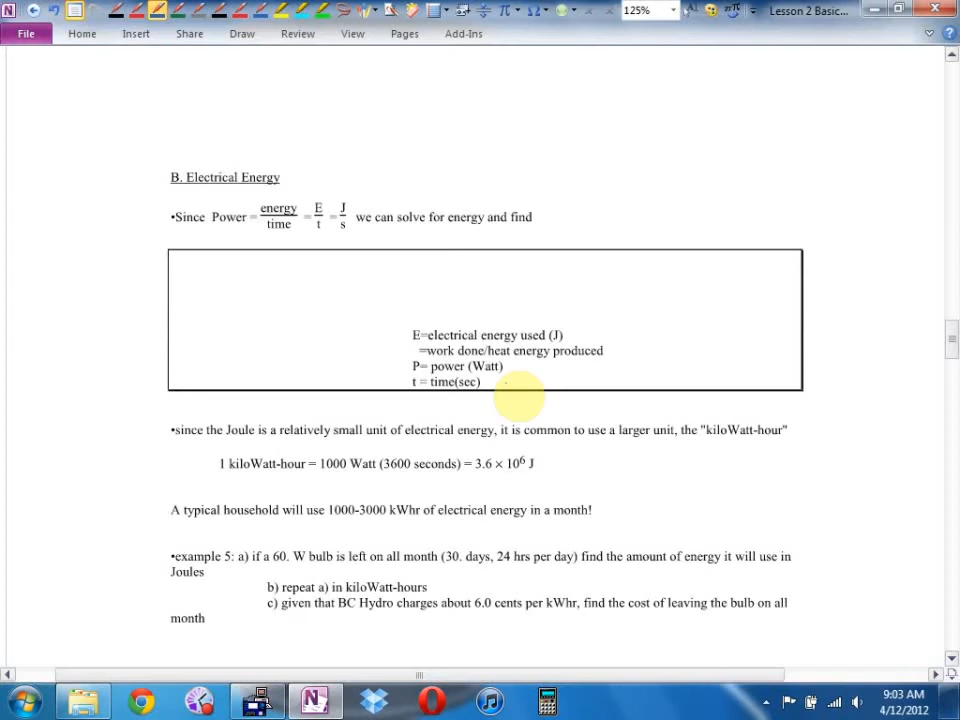 125%
Lesson 2 Basic...
File Home Insert Share Draw Review View Pages Add-Ins
B. Electrical Energy
•Since Power = energy/time = E/t = J/s we can solve for energy and find
E=electrical energy used (J)
=work done/heat energy produced
P= power (Watt)
t = time(sec)
•since the Joule is a relatively small unit of electrical energy, it is common to use a larger unit, the "kiloWatt-hour"
1 kiloWatt-hour = 1000 Watt (3600 seconds) = 3.6 × 10⁶ J
A typical household will use 1000-3000 kWhr of electrical energy in a month!
•example 5: a) if a 60. W bulb is left on all month (30. days, 24 hrs per day) find the amount of energy it will use in
Joules
b) repeat a) in kiloWatt-hours
c) given that BC Hydro charges about 6.0 cents per kWhr, find the cost of leaving the bulb on all
month
9:03 AM
4/12/2012